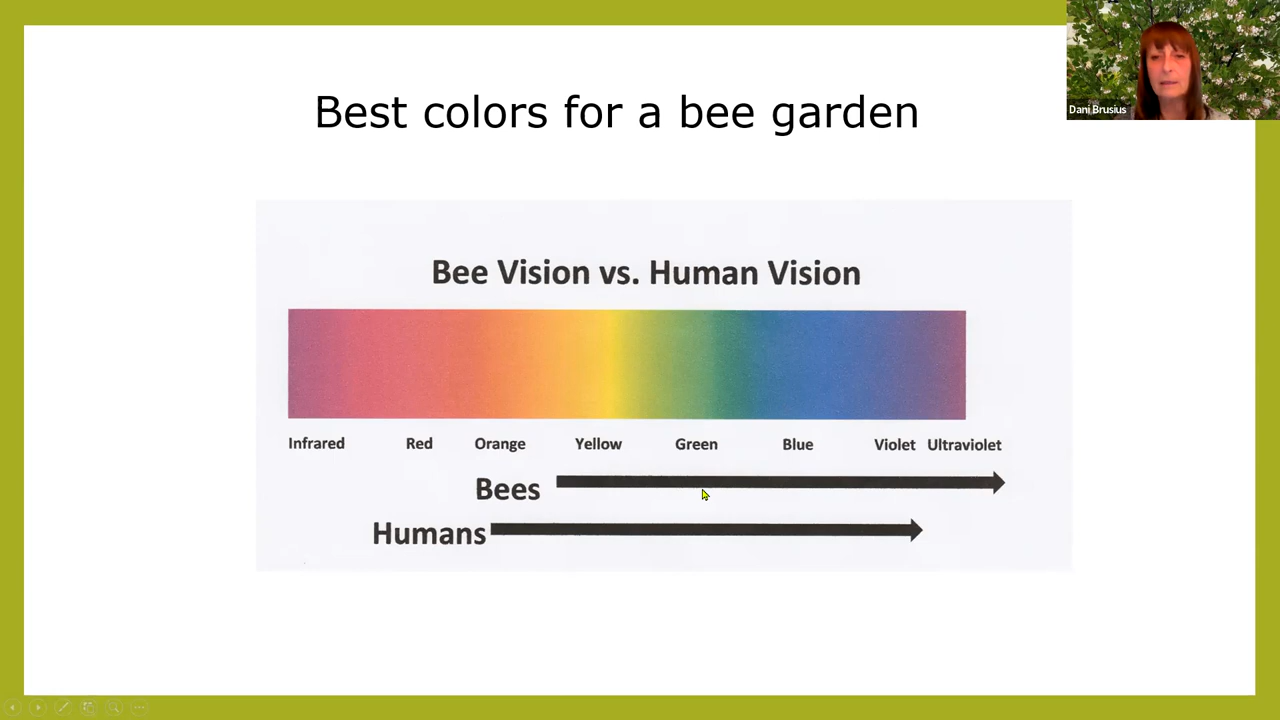 Best colors for a bee garden
Dani Brusius
Bee Vision vs. Human Vision
Infrared Red Orange Yellow Green Blue Violet Ultraviolet
Bees
Humans